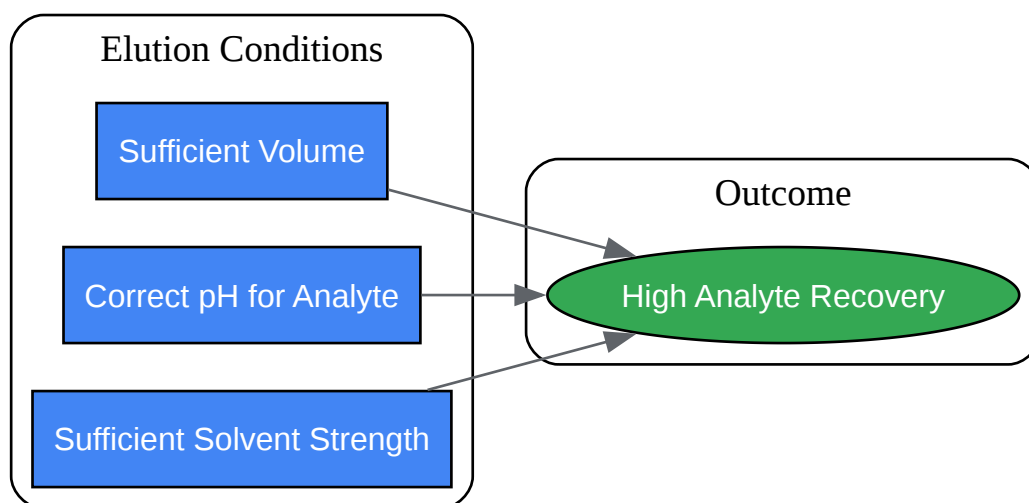 Elution Conditions
Sufficient Volume
Correct pH for Analyte
Sufficient Solvent Strength
Outcome
High Analyte Recovery